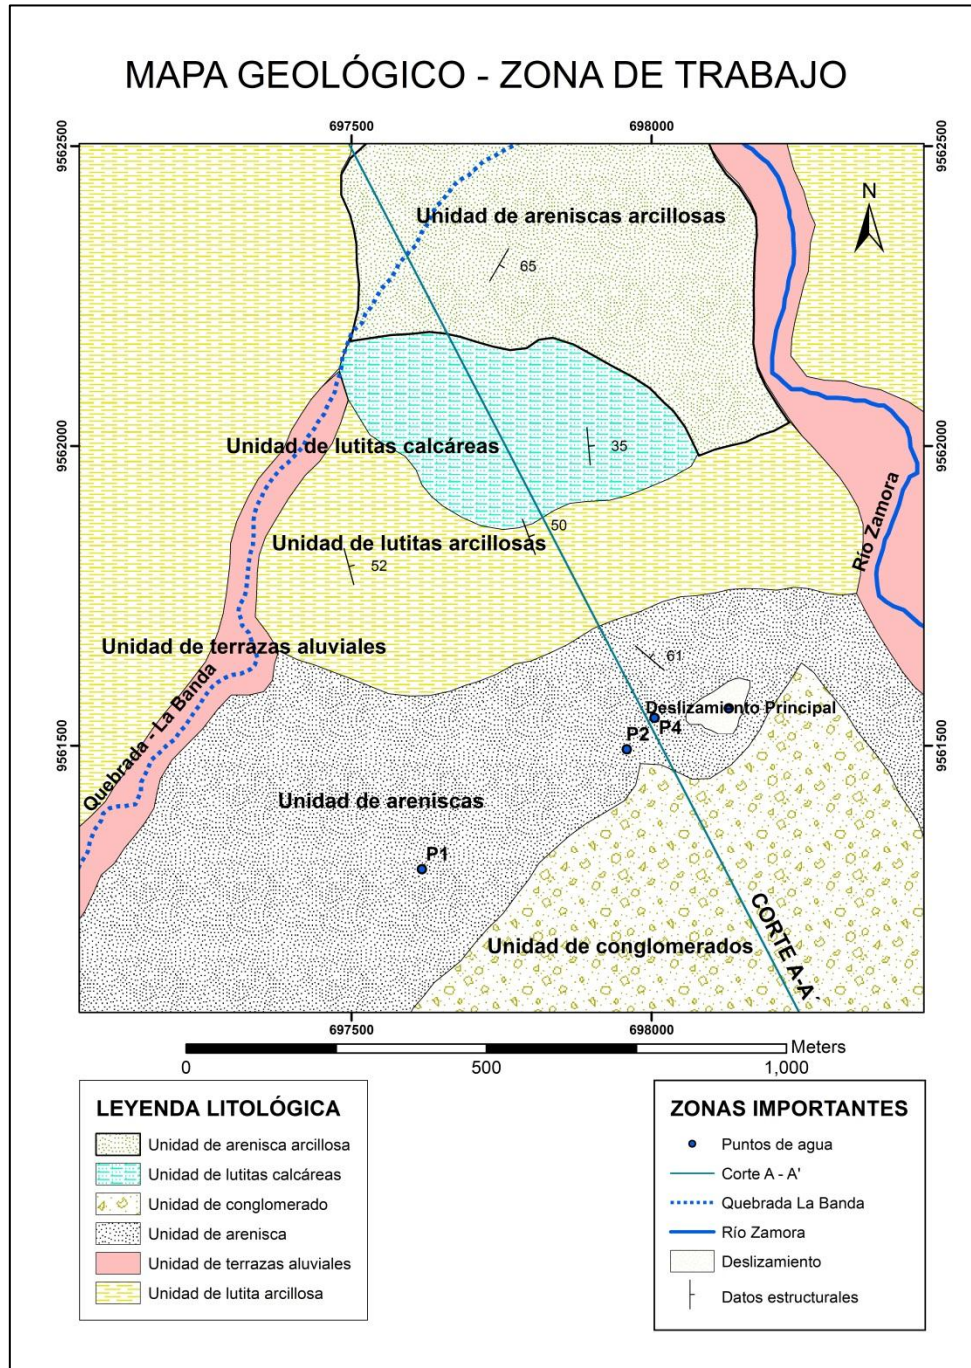 MAPA GEOLÓGICO - ZONA DE TRABAJO
697500
698000
9562500
9562500
N
Unidad de areniscas arcillosas
65
9562000
9562000
Unidad de lutitas calcáreas
35
Río Zamora
50
Unidad de lutitas arcillosas
52
Unidad de terrazas aluviales
61
Quebrada - La Banda
Deslizamiento Principal
P4
P2
9561500
9561500
Unidad de areniscas
P1
CORTE A-A´
Unidad de conglomerados
697500
698000
Meters
0
500
1,000
LEYENDA LITOLÓGICA
Unidad de arenisca arcillosa
Unidad de lutitas calcáreas
Unidad de conglomerado
Unidad de arenisca
Unidad de terrazas aluviales
Unidad de lutita arcillosa
ZONAS IMPORTANTES
Puntos de agua
Corte A - A'
Quebrada La Banda
Río Zamora
Deslizamiento
Datos estructurales